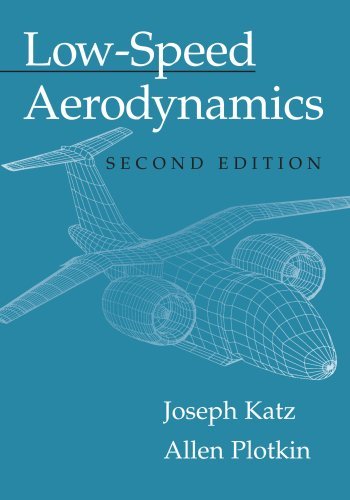 Low-Speed
Aerodynamics
SECOND EDITION
Joseph Katz
Allen Plotkin